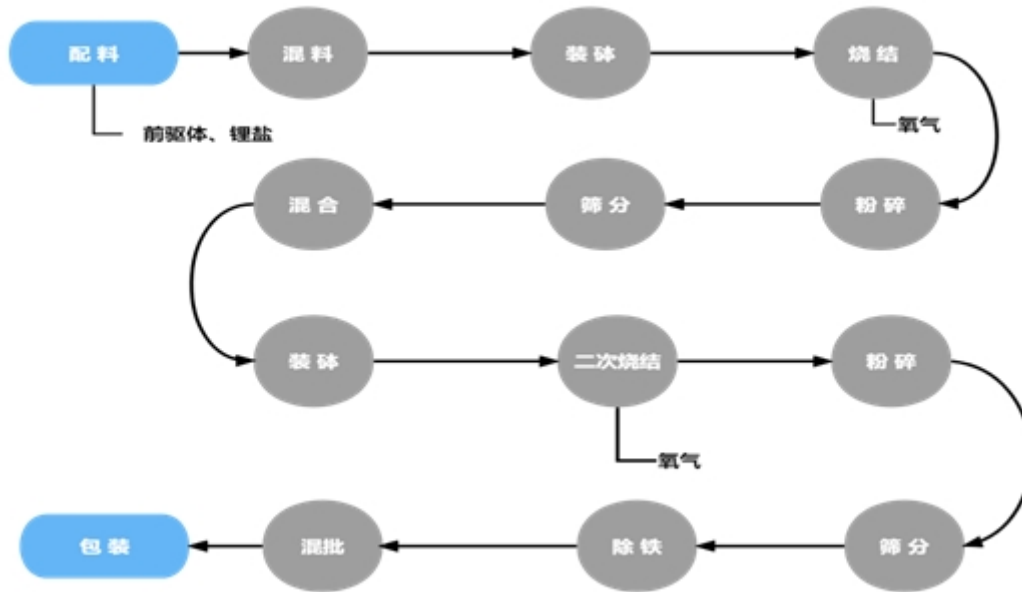 配料
混料
装钵
烧结
氧气
前驱体、锂盐
粉碎
筛分
混合
装钵
二次烧结
粉碎
氧气
筛分
除铁
混批
包装